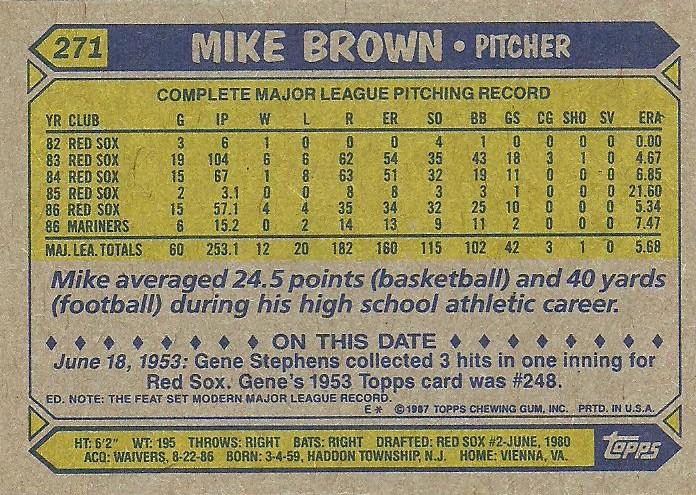 271 MIKE BROWN • PITCHER
COMPLETE MAJOR LEAGUE PITCHING RECORD
YR CLUB G IP W L R ER SO BB GS CG SHO SV ERA
82 RED SOX 3 6 1 0 0 0 4 1 0 0 0 0 0.00
83 RED SOX 19 104 6 6 62 54 35 43 18 3 1 0 4.67
84 RED SOX 15 67 1 8 63 51 32 19 11 0 0 0 6.85
85 RED SOX 2 3.1 0 0 8 8 3 3 1 0 0 0 21.60
86 RED SOX 15 57.1 4 4 35 34 32 25 10 0 0 0 5.34
86 MARINERS 6 15.2 0 2 14 13 9 11 2 0 0 0 7.47
MAJ. LEA. TOTALS 60 253.1 12 20 182 160 115 102 42 3 1 0 5.68
Mike averaged 24.5 points (basketball) and 40 yards
(football) during his high school athletic career.
♦ ♦ ♦ ♦ ♦ ♦ ♦ ♦ ON THIS DATE ♦ ♦ ♦ ♦ ♦ ♦ ♦ ♦
June 18, 1953: Gene Stephens collected 3 hits in one inning for
Red Sox. Gene's 1953 Topps card was #248.
ED. NOTE: THE FEAT SET MODERN MAJOR LEAGUE RECORD.
E* © 1987 TOPPS CHEWING GUM, INC. PRTD. IN U.S.A.
HT: 6'2" WT: 195 THROWS: RIGHT BATS: RIGHT DRAFTED: RED SOX #2-JUNE, 1980
ACQ: WAIVERS, 8-22-86 BORN: 3-4-59, HADDON TOWNSHIP, N.J. HOME: VIENNA, VA.
Topps